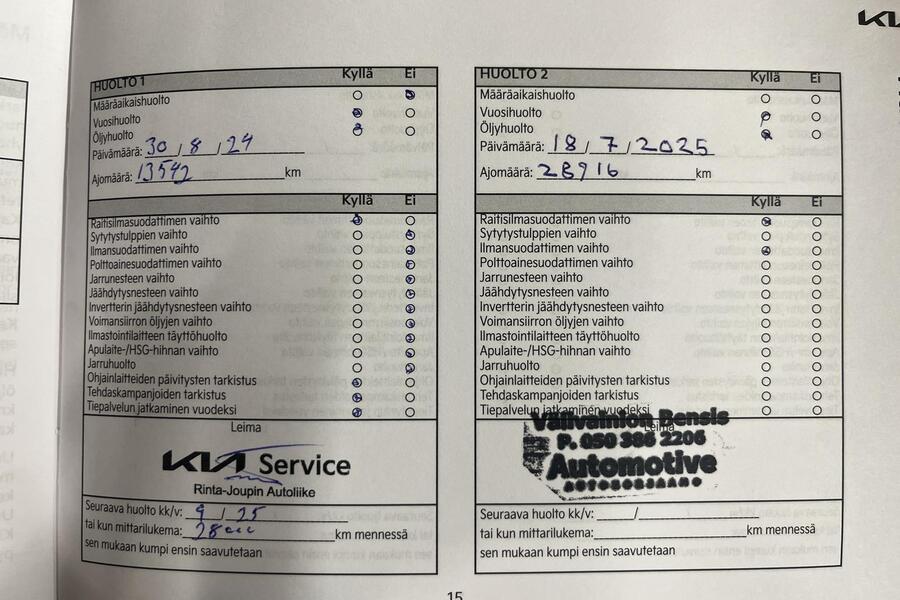 KIA
HUOLTO 1 Kyllä Ei
Määräaikaishuolto
Vuosihuolto
Öljyhuolto
Päivämäärä: 30 / 8 / 24
Ajomäärä: 13542 km
Kyllä Ei
Raitisilmasuodattimen vaihto
Sytytystulppien vaihto
Ilmansuodattimen vaihto
Polttoainesuodattimen vaihto
Jarrunesteen vaihto
Jäähdytysnesteen vaihto
Invertterin jäähdytysnesteen vaihto
Voimansiirron öljyjen vaihto
Ilmastointilaitteen täyttöhuolto
Apulaite-/HSG-hihnan vaihto
Jarruhuolto
Ohjainlaitteiden päivitysten tarkistus
Tehdaskampanjoiden tarkistus
Tiepalvelun jatkaminen vuodeksi
Leima
KIA Service
Rinta-Joupin Autoliike
Seuraava huolto kk/v: 9 / 25
tai kun mittarilukema: 28000 km mennessä
sen mukaan kumpi ensin saavutetaan
HUOLTO 2 Kyllä Ei
Määräaikaishuolto
Vuosihuolto
Öljyhuolto
Päivämäärä: 18 / 7 / 2025
Ajomäärä: 28916 km
Kyllä Ei
Raitisilmasuodattimen vaihto
Sytytystulppien vaihto
Ilmansuodattimen vaihto
Polttoainesuodattimen vaihto
Jarrunesteen vaihto
Jäähdytysnesteen vaihto
Invertterin jäähdytysnesteen vaihto
Voimansiirron öljyjen vaihto
Ilmastointilaitteen täyttöhuolto
Apulaite-/HSG-hihnan vaihto
Jarruhuolto
Ohjainlaitteiden päivitysten tarkistus
Tehdaskampanjoiden tarkistus
Tiepalvelun jatkaminen vuodeksi
Leima
Välivainion Bensis
P. 050 386 2206
Automotive
AUTOKORJAAMO
Seuraava huolto kk/v: /
tai kun mittarilukema: km mennessä
sen mukaan kumpi ensin saavutetaan
15